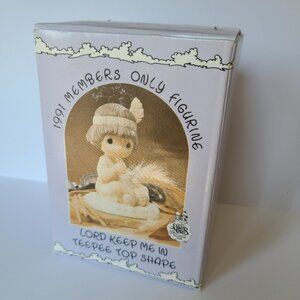 1991 MEMBERS ONLY FIGURINE
LORD KEEP ME IN
TEEPEE TOP SHAPE